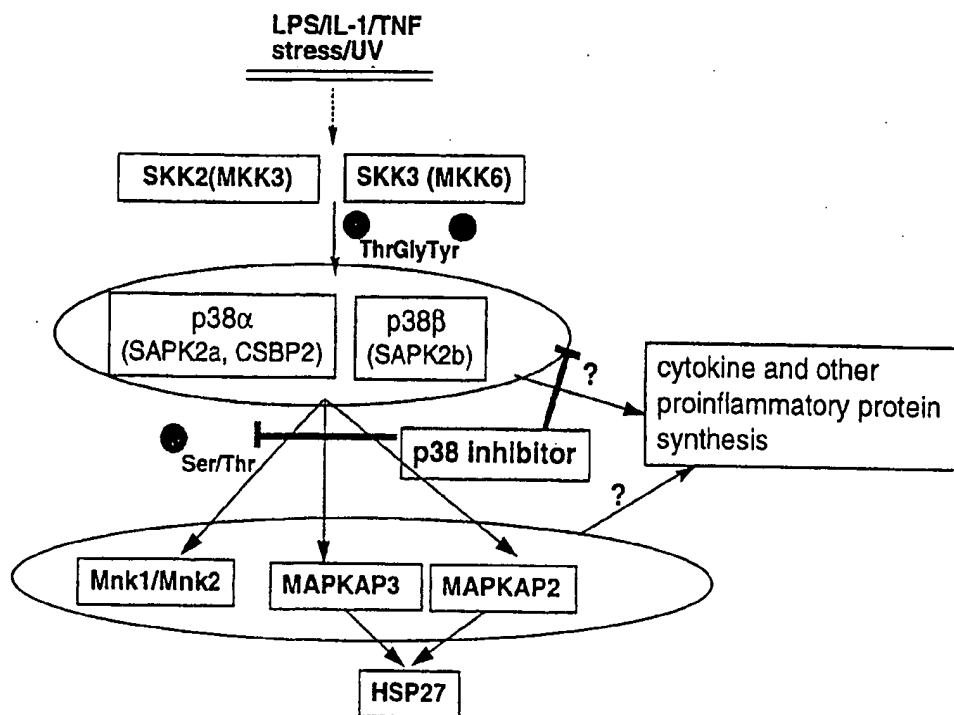 LPS/IL-1/TNF
stress/UV
SKK2(MKK3)
SKK3 (MKK6)
ThrGlyTyr
p38α
(SAPK2a, CSBP2)
p38β
(SAPK2b)
?
cytokine and other
proinflammatory protein
synthesis
Ser/Thr
p38 inhibitor
?
Mnk1/Mnk2
MAPKAP3
MAPKAP2
HSP27